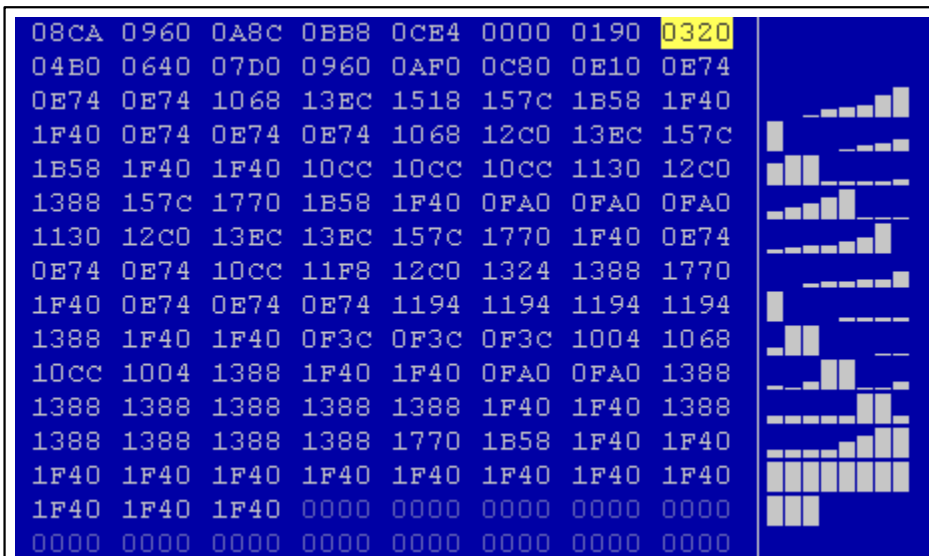 08CA 0960 0A8C 0BB8 0CE4 0000 0190 0320
04B0 0640 07D0 0960 0AF0 0C80 0E10 0E74
0E74 0E74 1068 13EC 1518 157C 1B58 1F40
1F40 0E74 0E74 0E74 1068 12C0 13EC 157C
1B58 1F40 1F40 10CC 10CC 10CC 1130 12C0
1388 157C 1770 1B58 1F40 0FA0 0FA0 0FA0
1130 12C0 13EC 13EC 157C 1770 1F40 0E74
0E74 0E74 10CC 11F8 12C0 1324 1388 1770
1F40 0E74 0E74 0E74 1194 1194 1194 1194
1388 1F40 1F40 0F3C 0F3C 0F3C 1004 1068
10CC 1004 1388 1F40 1F40 0FA0 0FA0 1388
1388 1388 1388 1388 1388 1F40 1F40 1388
1388 1388 1388 1388 1770 1B58 1F40 1F40
1F40 1F40 1F40 1F40 1F40 1F40 1F40 1F40
1F40 1F40 1F40 0000 0000 0000 0000 0000
0000 0000 0000 0000 0000 0000 0000 0000